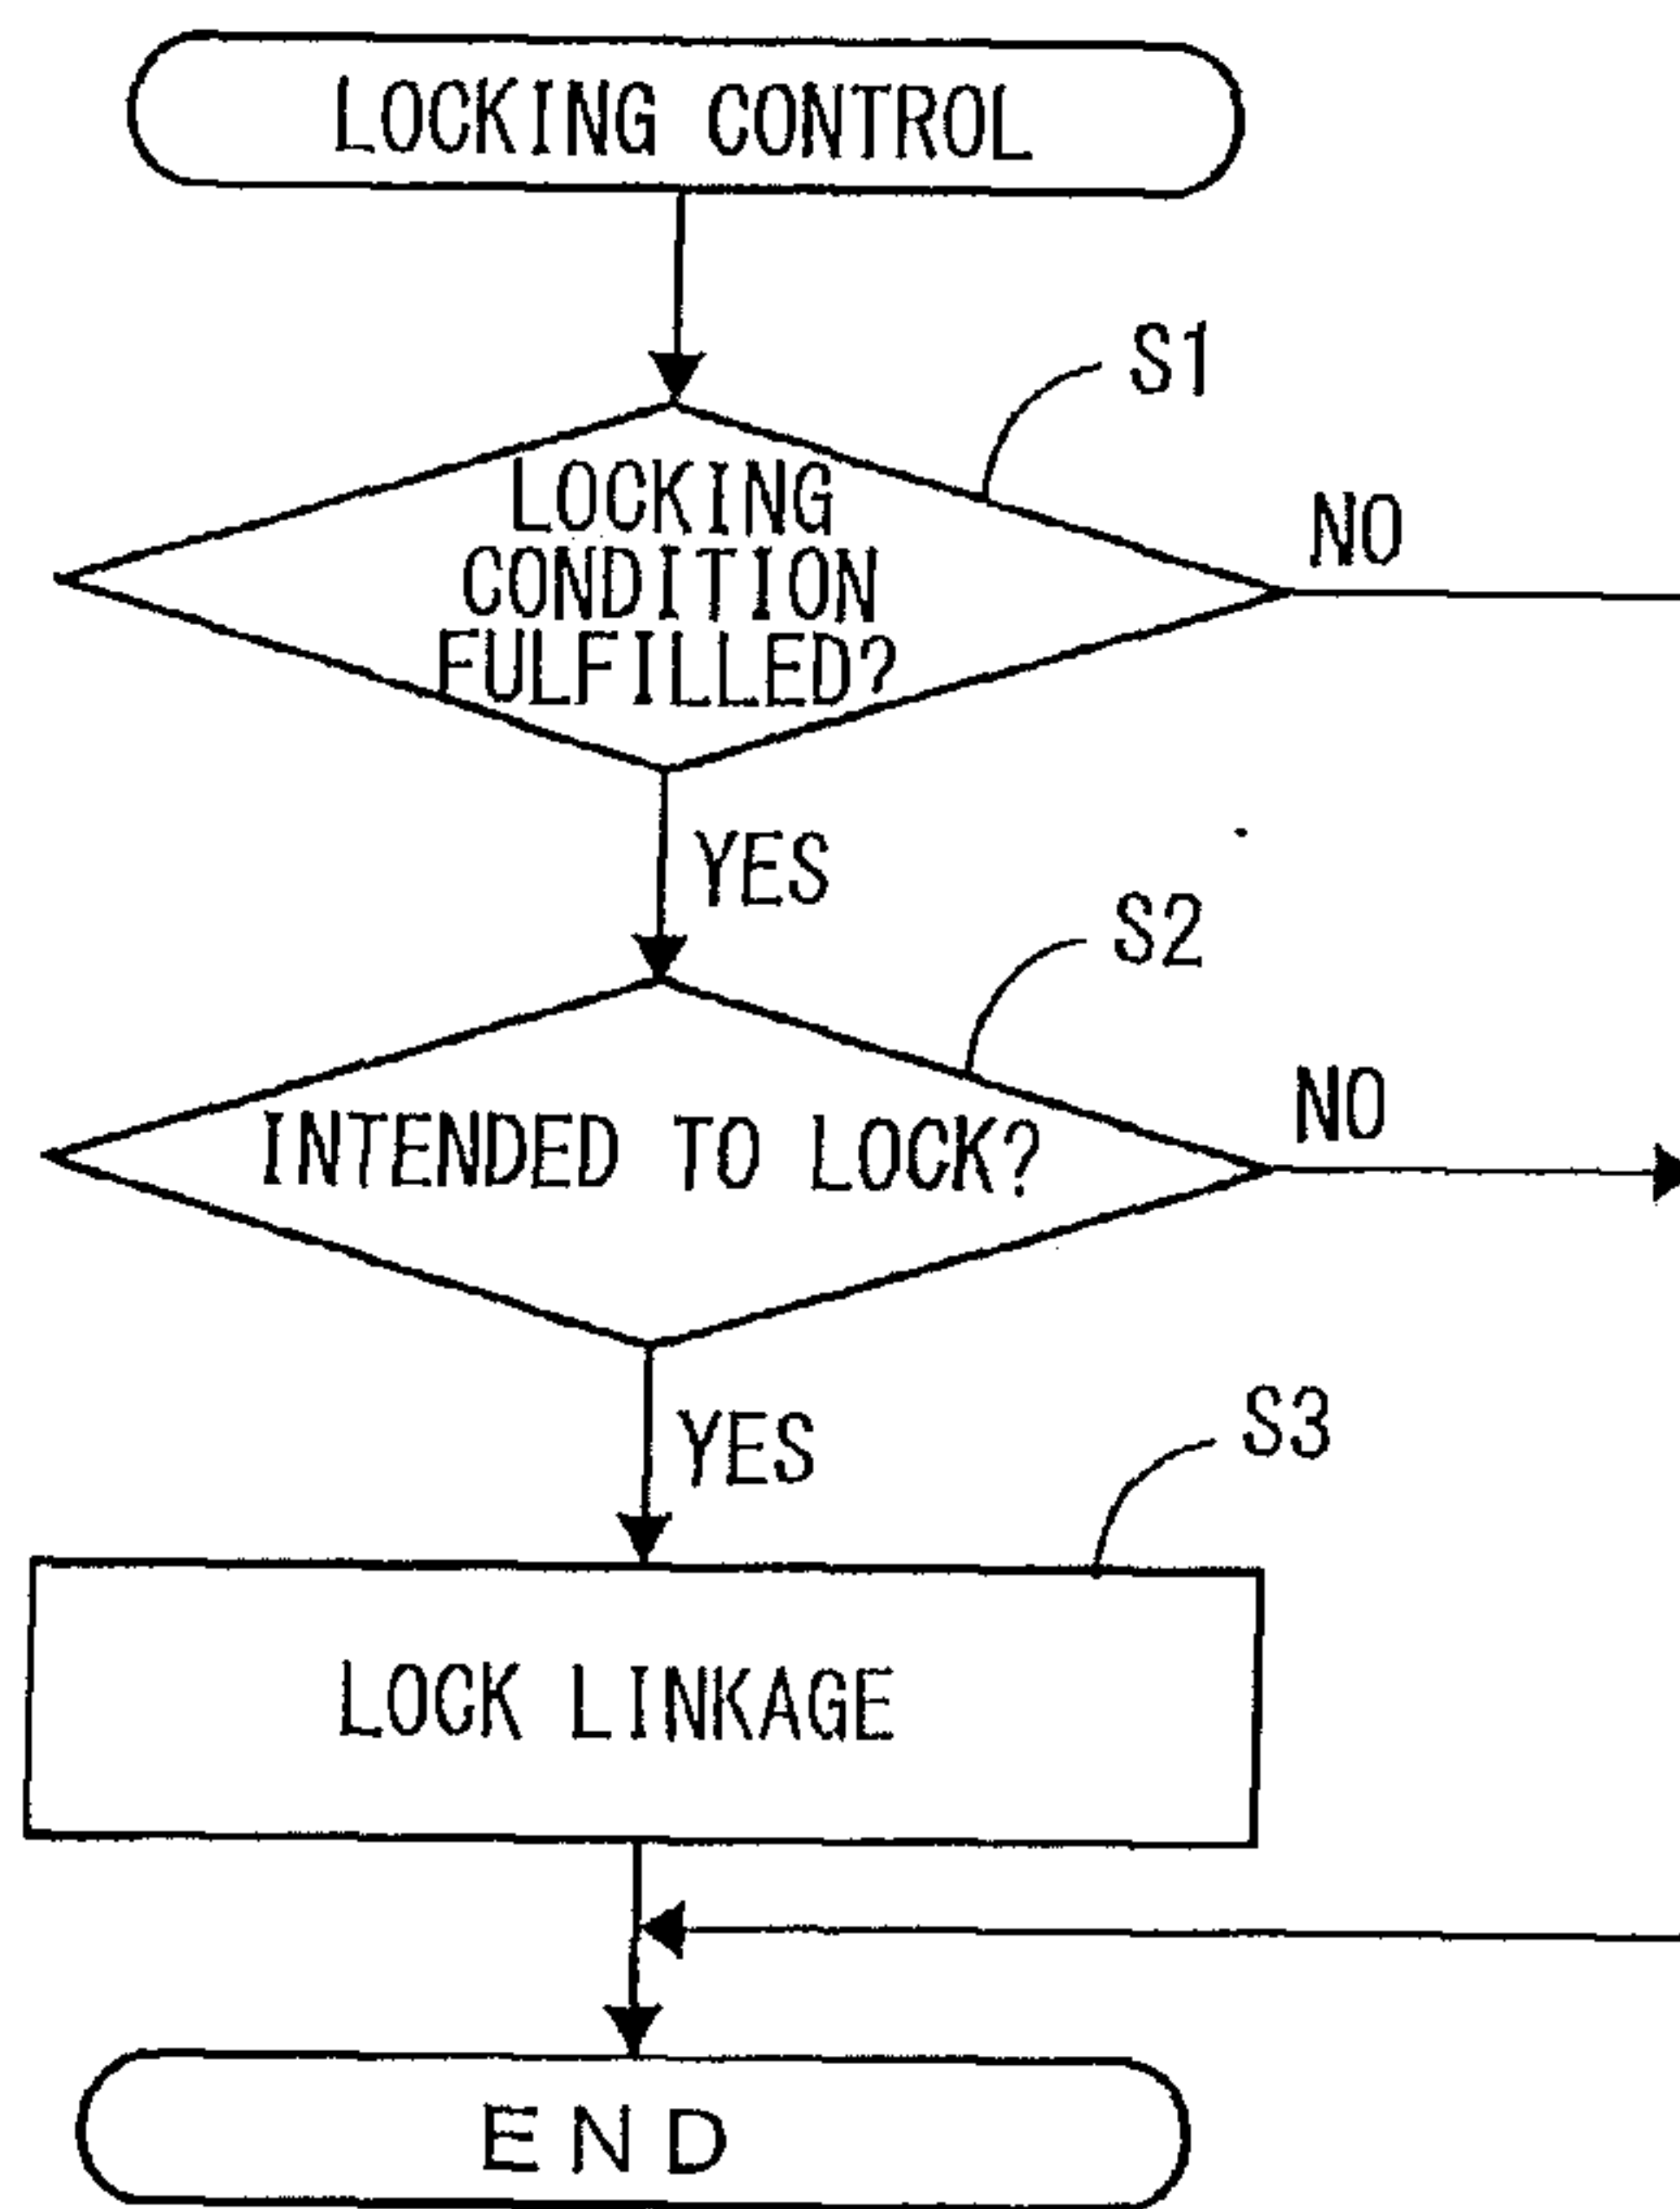 LOCKING CONTROL
S1
LOCKING
CONDITION
FULFILLED?
NO
YES
S2
INTENDED TO LOCK?
NO
YES
S3
LOCK LINKAGE
END